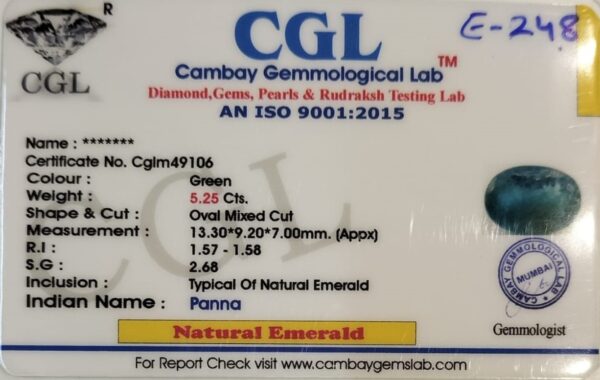 R
CGL
CGL
TM
E-248
Cambay Gemmological Lab
Diamond,Gems, Pearls & Rudraksh Testing Lab
AN ISO 9001:2015
Name : *******
Certificate No. Cglm49106
Colour : Green
Weight : 5.25 Cts.
Shape & Cut : Oval Mixed Cut
Measurement : 13.30*9.20*7.00mm. (Appx)
R.I : 1.57 - 1.58
S.G : 2.68
Inclusion : Typical Of Natural Emerald
Indian Name : Panna
CGL
CAMBAY GEMMOLOGICAL LAB
MUMBAI
Gemmologist
Natural Emerald
For Report Check visit www.cambaygemslab.com